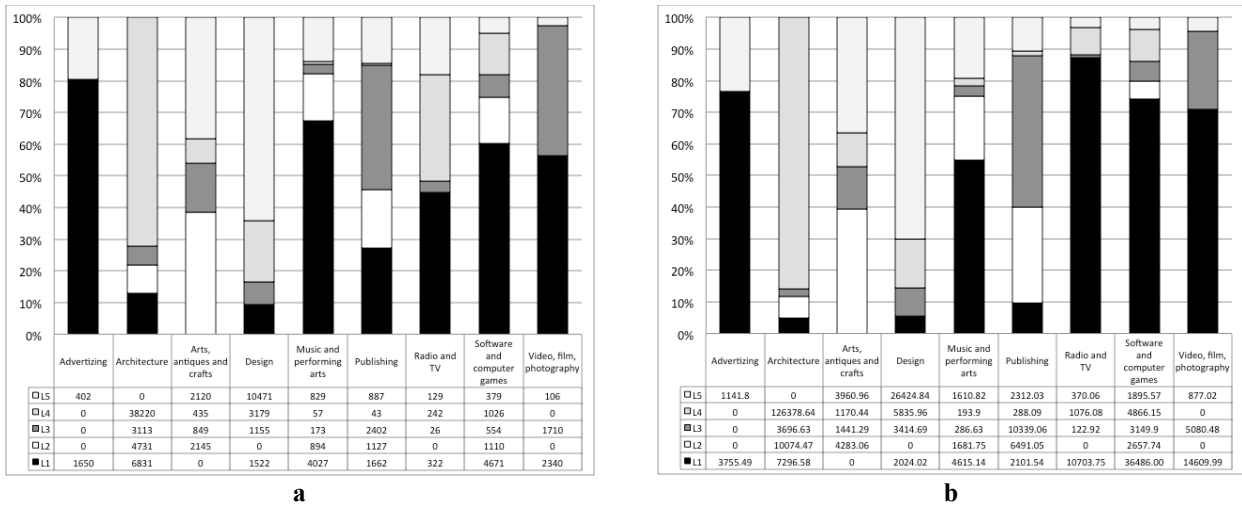 100%
90%
80%
70%
60%
50%
40%
30%
20%
10%
0%
Advertizing Architecture Arts, antiques and crafts Design Music and performing arts Publishing Radio and TV Software and computer games Video, film, photography
L5 402 0 2120 10471 829 887 129 379 106
L4 0 38220 435 3179 57 43 242 1026 0
L3 0 3113 849 1155 173 2402 26 554 1710
L2 0 4731 2145 0 894 1127 0 1110 0
L1 1650 6831 0 1522 4027 1662 322 4671 2340
a
100%
90%
80%
70%
60%
50%
40%
30%
20%
10%
0%
Advertizing Architecture Arts, antiques and crafts Design Music and performing arts Publishing Radio and TV Software and computer games Video, film, photography
L5 1141.8 0 3960.96 26424.84 1610.82 2312.03 370.06 1895.57 877.02
L4 0 126378.64 1170.44 5835.96 193.9 288.09 1076.08 4866.15 0
L3 0 3696.63 1441.29 3414.69 286.63 10339.06 122.92 3149.9 5080.48
L2 0 10074.47 4283.06 0 1681.75 6491.05 0 2657.74 0
L1 3755.49 7296.58 0 2024.02 4615.14 2101.54 10703.75 36486.00 14609.99
b